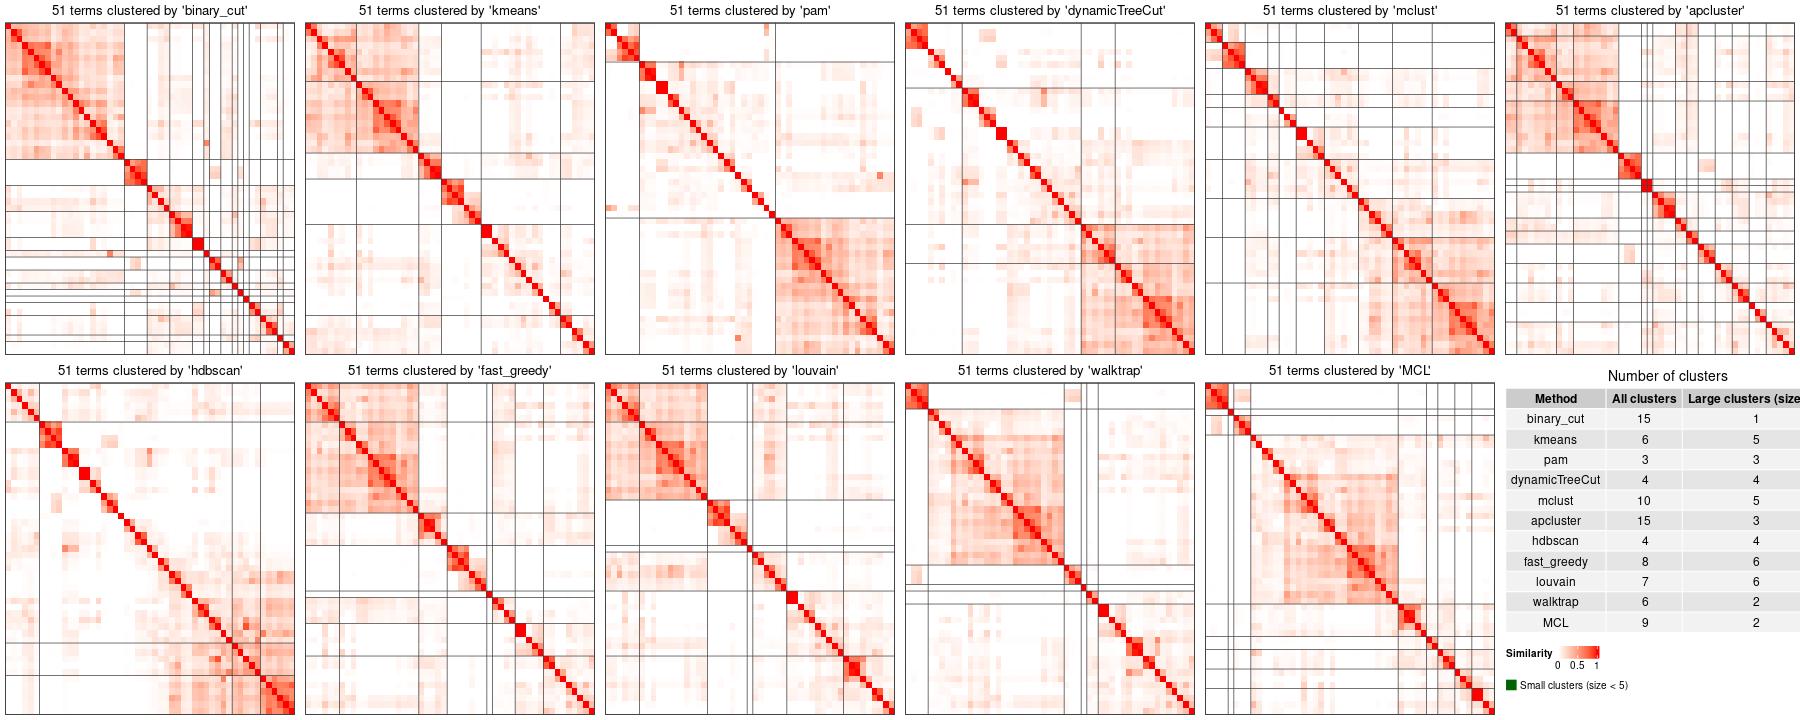 51 terms clustered by 'binary_cut'
51 terms clustered by 'kmeans'
51 terms clustered by 'pam'
51 terms clustered by 'dynamicTreeCut'
51 terms clustered by 'mclust'
51 terms clustered by 'apcluster'
51 terms clustered by 'hdbscan'
51 terms clustered by 'fast_greedy'
51 terms clustered by 'louvain'
51 terms clustered by 'walktrap'
51 terms clustered by 'MCL'
Number of clusters
Method All clusters Large clusters (size
binary_cut 15 1
kmeans 6 5
pam 3 3
dynamicTreeCut 4 4
mclust 10 5
apcluster 15 3
hdbscan 4 4
fast_greedy 8 6
louvain 7 6
walktrap 6 2
MCL 9 2
Similarity
0 0.5 1
Small clusters (size < 5)